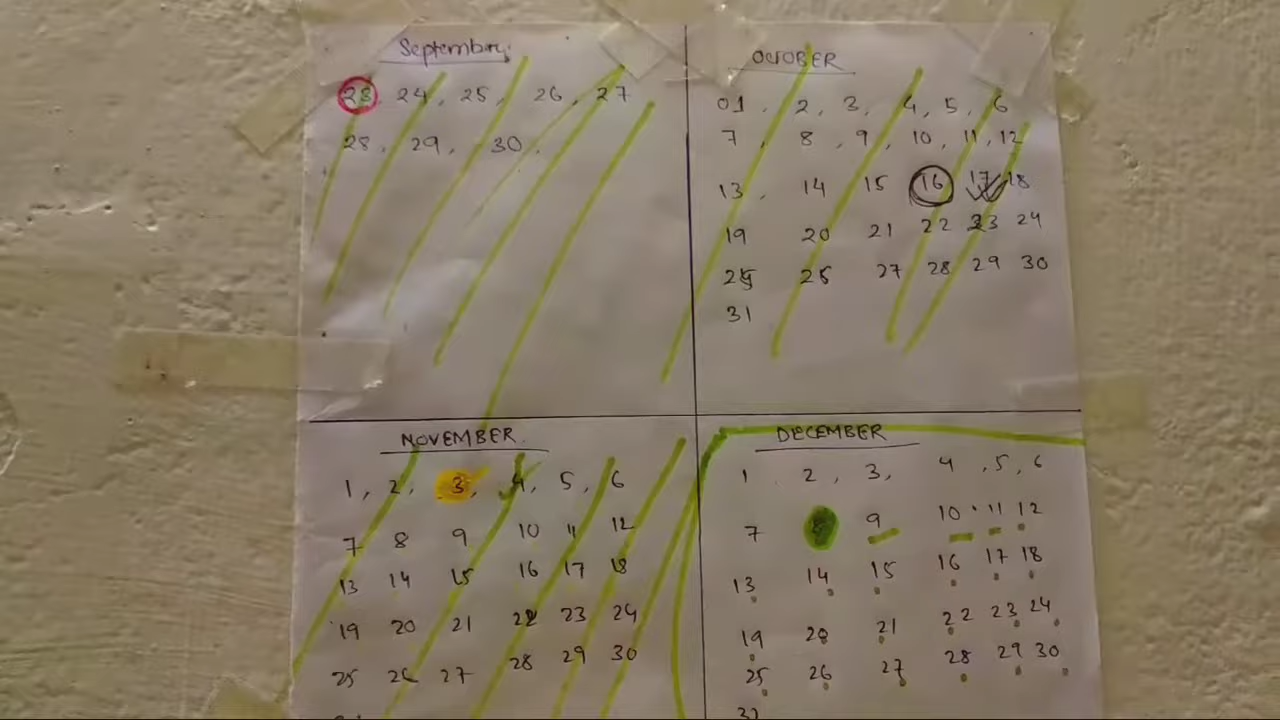 September
23, 24, 25, 26, 27
28, 29, 30.
OCTOBER
01, 2, 3, 4, 5, 6
7, 8, 9, 10, 11, 12
13, 14 15 16 17 18
19 20 21 22 23 24
25 26 27 28 29 30
31
NOVEMBER
1, 2, 3, 4, 5, 6
7 8 9 10 11 12
13 14 15 16 17 18
19 20 21 22 23 24
25 26 27 28 29 30
DECEMBER
1 2, 3, 4, 5, 6
7 8 9 10 11 12
13 14 15 16 17 18
19 20 21 22 23 24
25 26 27 28 29 30